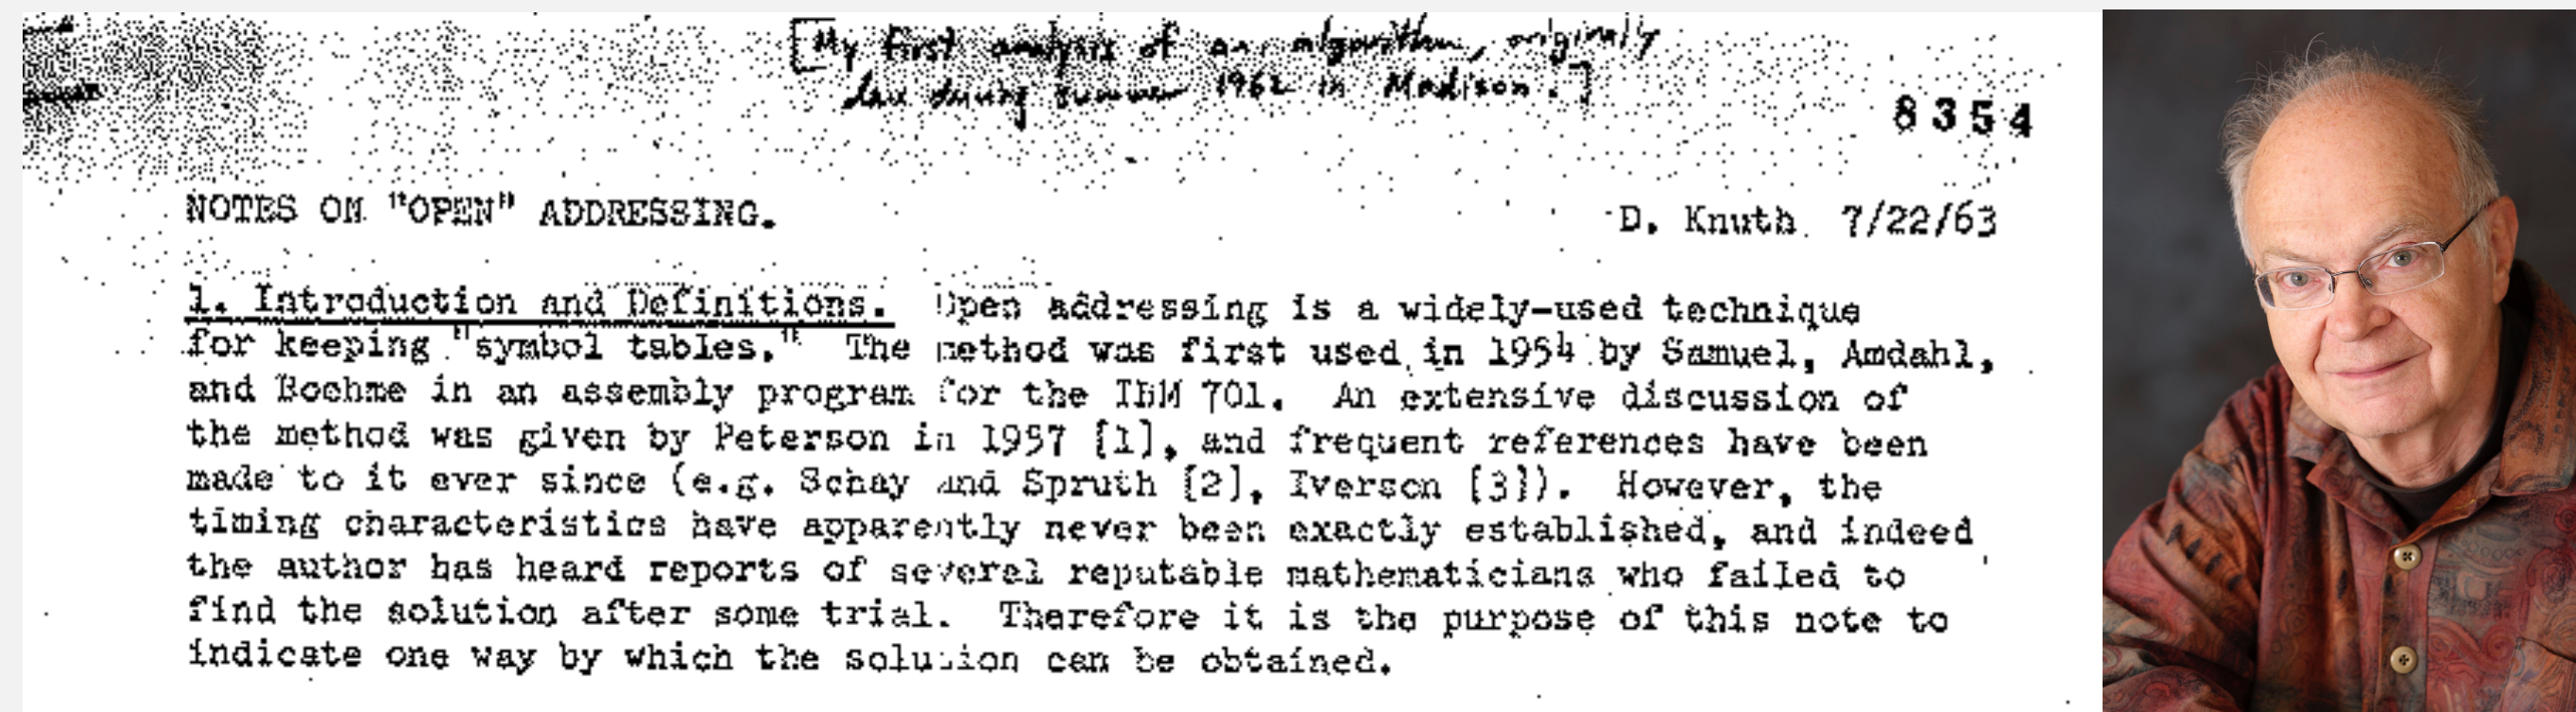 [My first analysis of an algorithm, originally
done during summer 1962 in Madison.]
8354
NOTES ON "OPEN" ADDRESSING.
D. Knuth 7/22/63
1. Introduction and Definitions. Open addressing is a widely-used technique
for keeping "symbol tables." The method was first used in 1954 by Samuel, Amdahl,
and Boehme in an assembly program for the IBM 701. An extensive discussion of
the method was given by Peterson in 1957 [1], and frequent references have been
made to it ever since (e.g. Schay and Spruth [2], Iverson [3]). However, the
timing characteristics have apparently never been exactly established, and indeed
the author has heard reports of several reputable mathematicians who failed to
find the solution after some trial. Therefore it is the purpose of this note to
indicate one way by which the solution can be obtained.